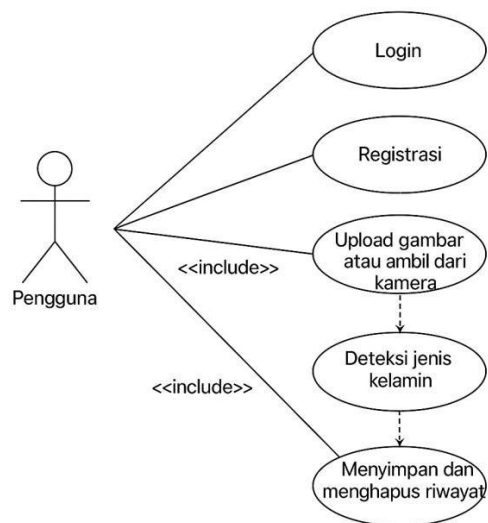 Login
Registrasi
Upload gambar
atau ambil dari
kamera
<<include>>
Pengguna
Deteksi jenis
kelamin
<<include>>
Menyimpan dan
menghapus riwayat